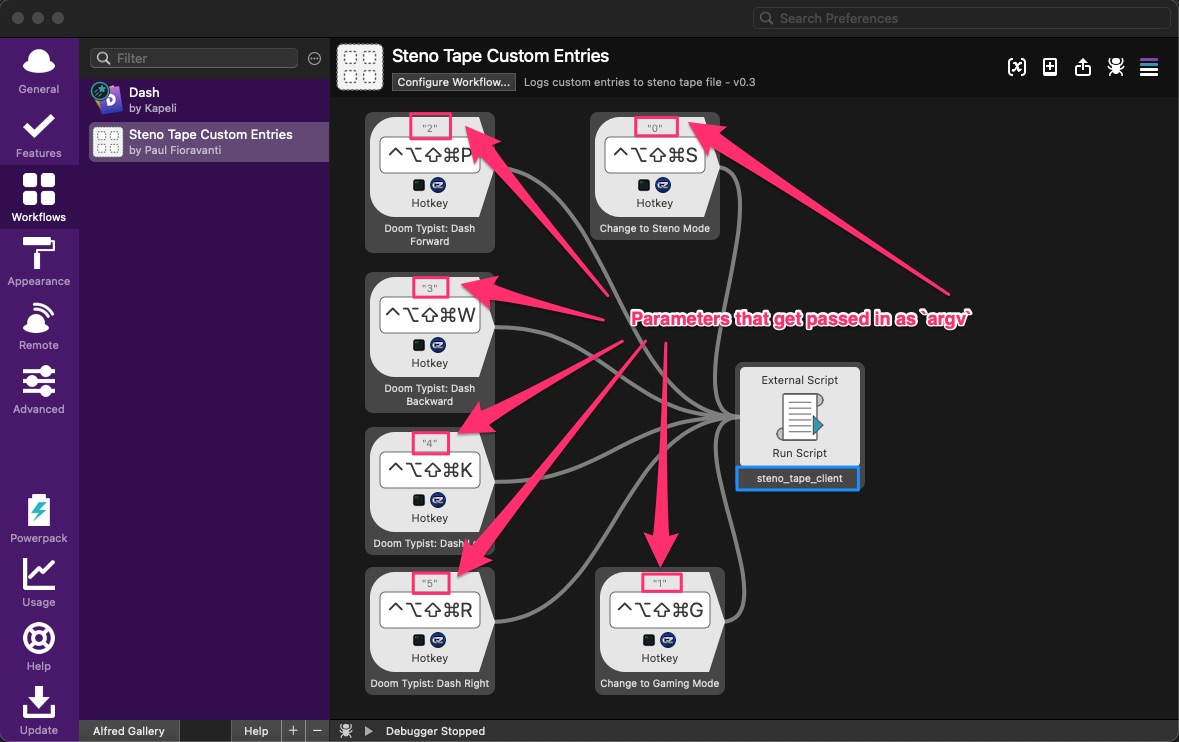 Search Preferences
General
Features
Workflows
Appearance
Remote
Advanced
Powerpack
Usage
Help
Update
Filter
Dash
by Kapeli
Steno Tape Custom Entries
by Paul Fioravanti
Alfred Gallery
Help
+
−
Steno Tape Custom Entries
Configure Workflow...
Logs custom entries to steno tape file - v0.3
"2"
⌃⌥⇧⌘P
Hotkey
Doom Typist: Dash
Forward
"0"
⌃⌥⇧⌘S
Hotkey
Change to Steno Mode
"3"
⌃⌥⇧⌘W
Hotkey
Doom Typist: Dash
Backward
Parameters that get passed in as `argv`
"4"
⌃⌥⇧⌘K
Hotkey
Doom Typist: Dash
External Script
Run Script
steno_tape_client
"5"
⌃⌥⇧⌘R
Hotkey
Doom Typist: Dash Right
"1"
⌃⌥⇧⌘G
Hotkey
Change to Gaming Mode
Debugger Stopped